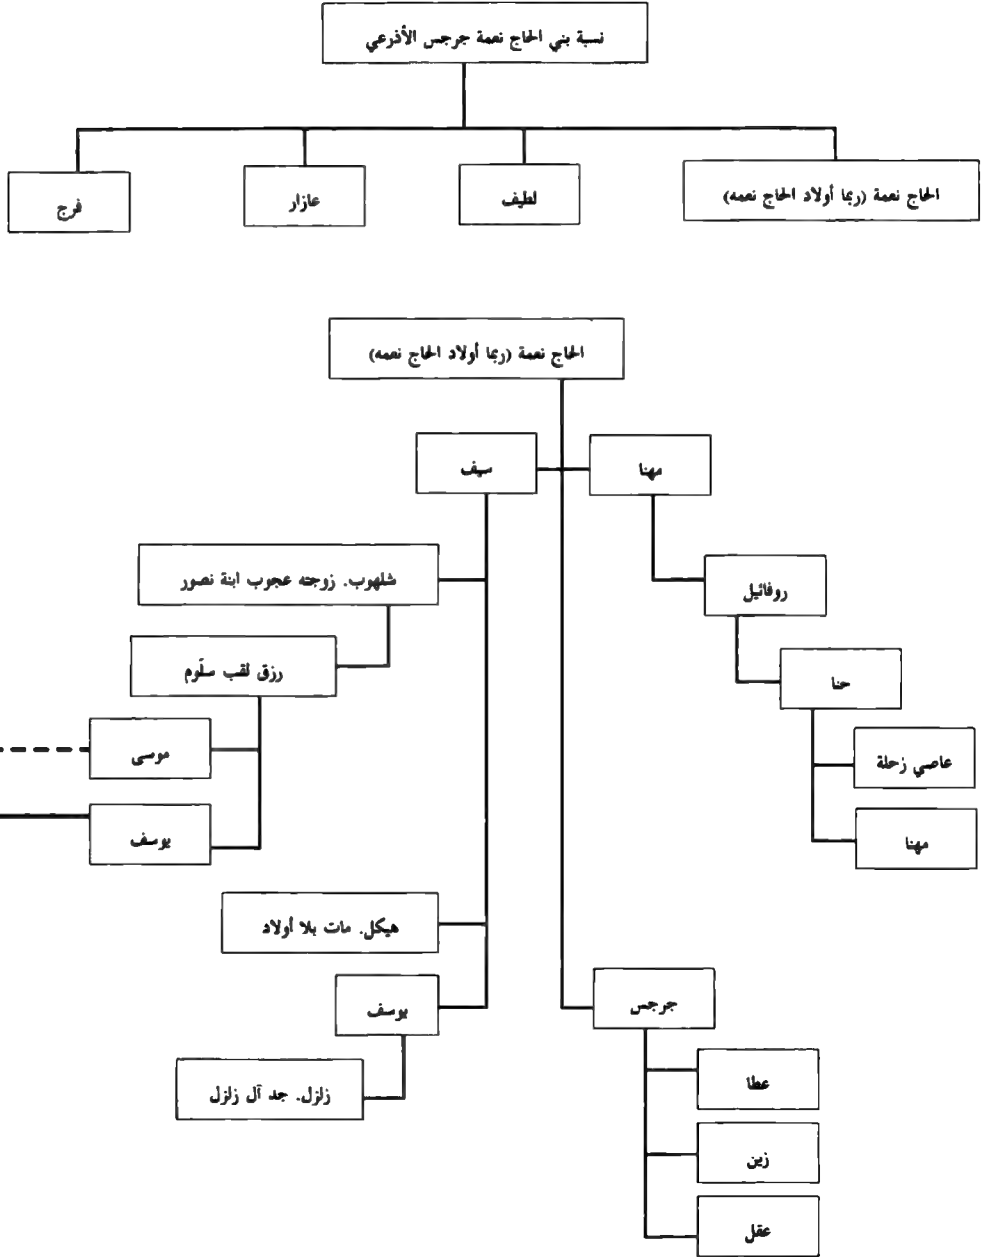 نسبة بني الحاج نعمة جرجس الأذرعي
الحاج نعمة (ربما أولاد الحاج نعمه)
لطيف
عازار
فرج
الحاج نعمة (ربما أولاد الحاج نعمه)
مهنا
سيف
روفائيل
حنا
عاصي زحلة
مهنا
شلهوب. زوجته عجوب ابنة نصور
رزق لقب سلّوم
موسى
يوسف
هيكل. مات بلا أولاد
يوسف
زلزل. جد آل زلزل
جرجس
عطا
زين
عقل